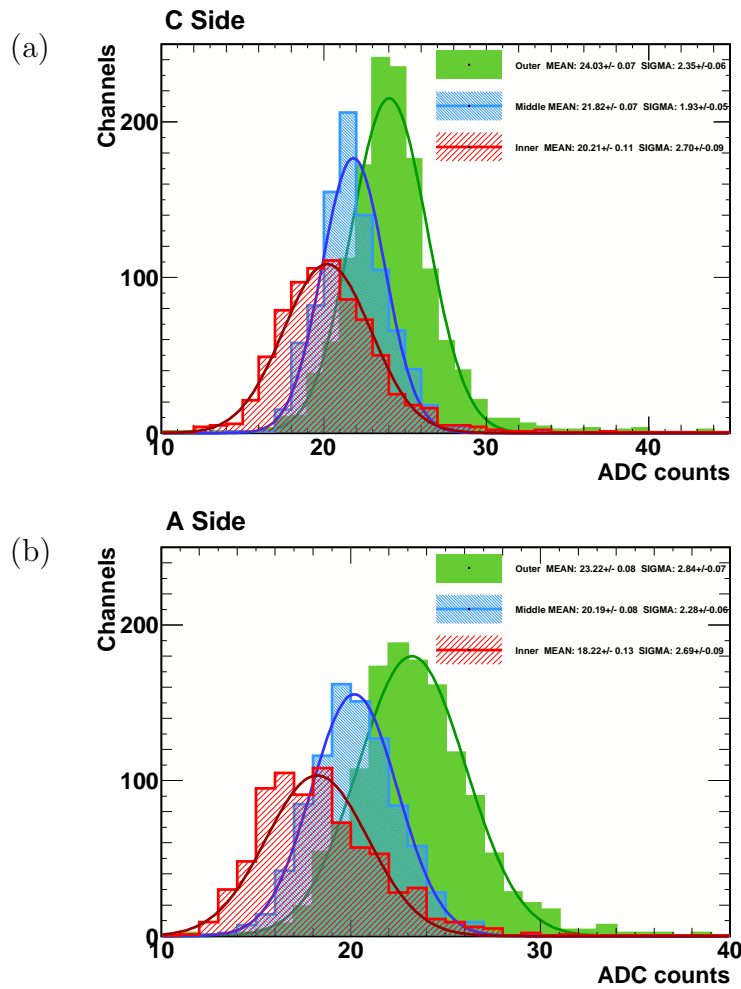 C Side
(a)
Channels
Outer MEAN: 24.03+/- 0.07 SIGMA: 2.35+/-0.06
Middle MEAN: 21.82+/- 0.07 SIGMA: 1.93+/-0.05
Inner MEAN: 20.21+/- 0.11 SIGMA: 2.70+/-0.09
200
100
0
10 20 30 40
ADC counts
A Side
(b)
Channels
Outer MEAN: 23.22+/- 0.08 SIGMA: 2.84+/-0.07
Middle MEAN: 20.19+/- 0.08 SIGMA: 2.28+/-0.06
Inner MEAN: 18.22+/- 0.13 SIGMA: 2.69+/-0.09
200
100
0
10 20 30 40
ADC counts